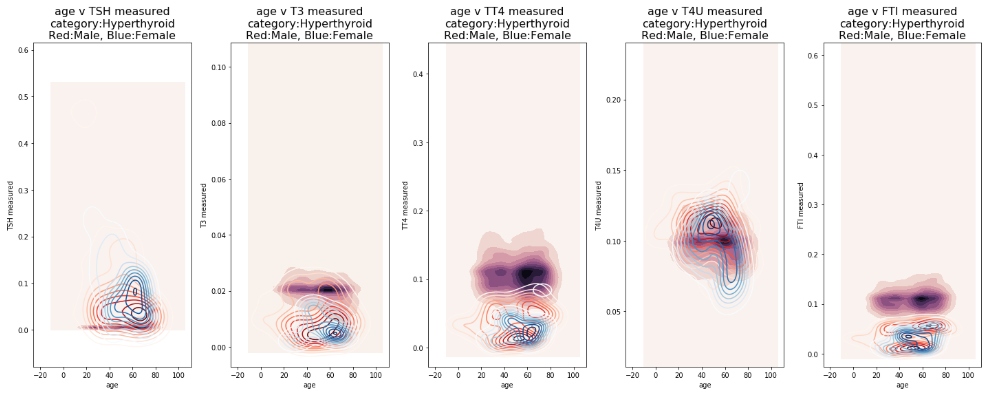 age v TSH measured
category:Hyperthyroid
Red:Male, Blue:Female
0.6
0.5
0.4
0.3
0.2
0.1
0.0
TSH measured
−20 0 20 40 60 80 100
age
age v T3 measured
category:Hyperthyroid
Red:Male, Blue:Female
0.10
0.08
0.06
0.04
0.02
0.00
T3 measured
−20 0 20 40 60 80 100
age
age v TT4 measured
category:Hyperthyroid
Red:Male, Blue:Female
0.4
0.3
0.2
0.1
0.0
TT4 measured
−20 0 20 40 60 80 100
age
age v T4U measured
category:Hyperthyroid
Red:Male, Blue:Female
0.20
0.15
0.10
0.05
T4U measured
−20 0 20 40 60 80 100
age
age v FTI measured
category:Hyperthyroid
Red:Male, Blue:Female
0.6
0.5
0.4
0.3
0.2
0.1
0.0
FTI measured
−20 0 20 40 60 80 100
age